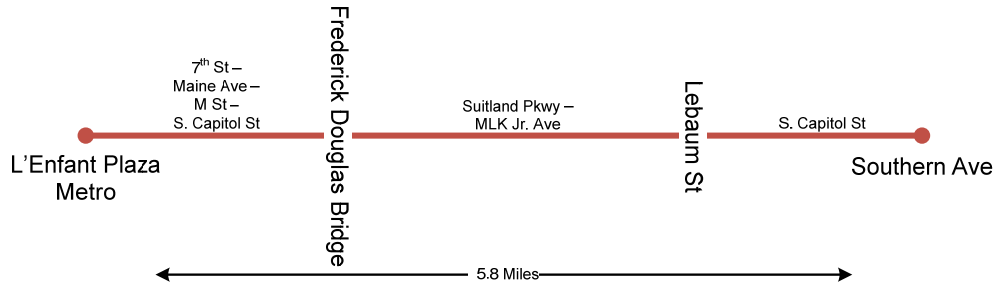 7th St –
Maine Ave –
M St –
S. Capitol St
Frederick Douglas Bridge
Suitland Pkwy –
MLK Jr. Ave
Lebaum St
S. Capitol St
L’Enfant Plaza
Metro
Southern Ave
5.8 Miles